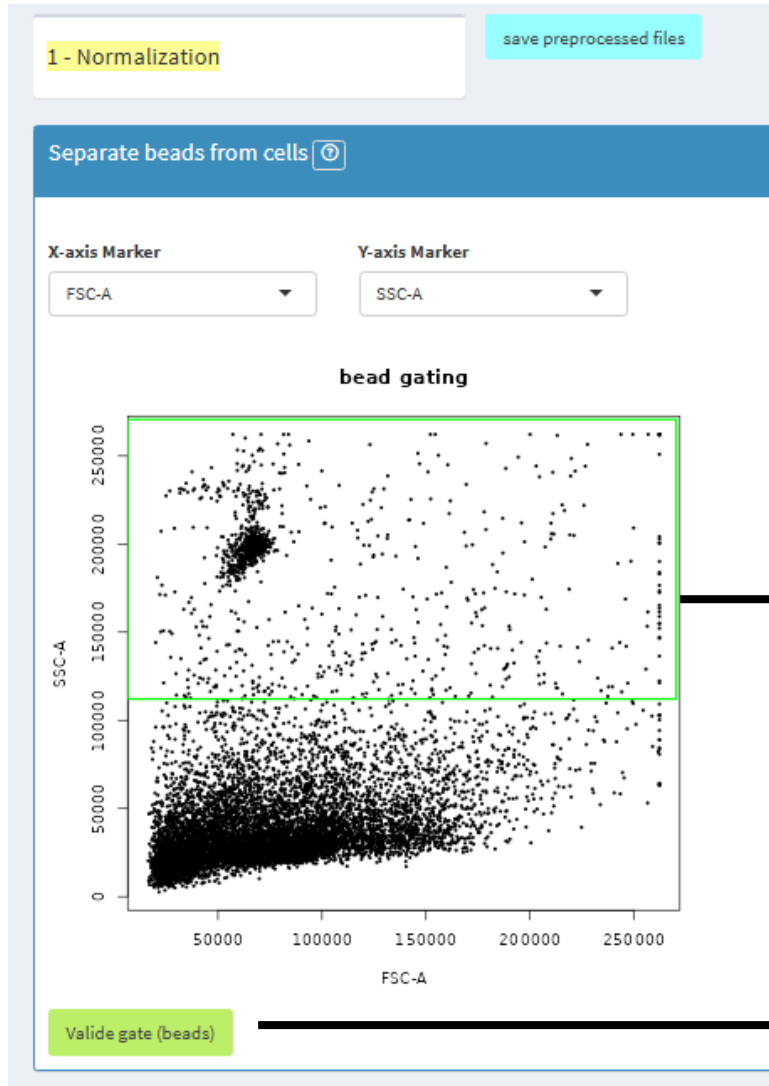 1 - Normalization
save preprocessed files
Separate beads from cells
X-axis Marker
Y-axis Marker
FSC-A
SSC-A
bead gating
250000
200000
150000
100000
50000
0
SSC-A
50000 100000 150000 200000 250000
FSC-A
Valide gate (beads)